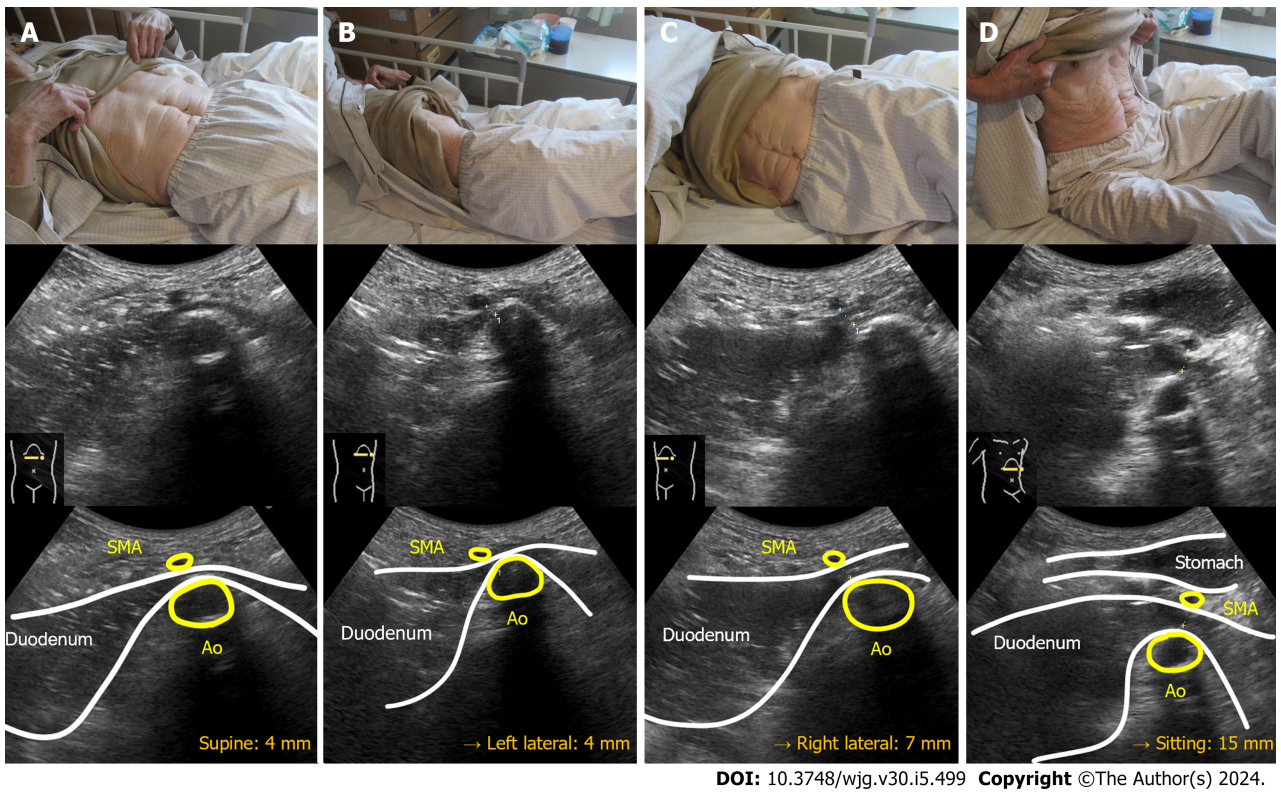 A
B
C
D
1
1
SMA
Duodenum
Ao
Supine: 4 mm
SMA
Duodenum
Ao
→ Left lateral: 4 mm
SMA
Duodenum
Ao
→ Right lateral: 7 mm
Stomach
SMA
Duodenum
Ao
→ Sitting: 15 mm
DOI: 10.3748/wjg.v30.i5.499 Copyright ©The Author(s) 2024.